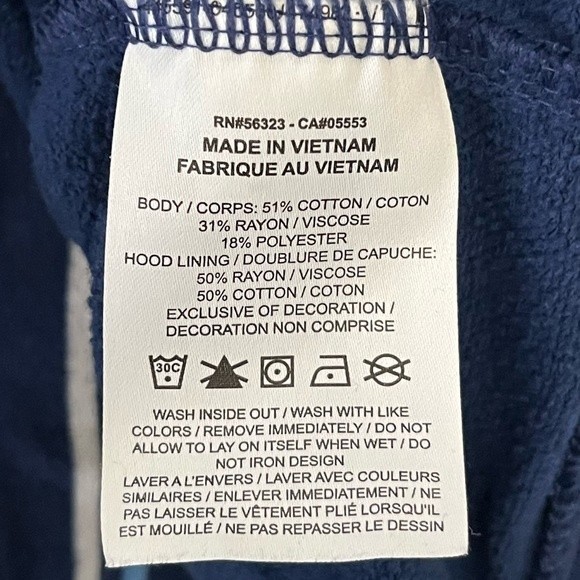 RN#56323 - CA#05553
MADE IN VIETNAM
FABRIQUE AU VIETNAM
BODY / CORPS: 51% COTTON / COTON
31% RAYON / VISCOSE
18% POLYESTER
HOOD LINING / DOUBLURE DE CAPUCHE:
50% RAYON / VISCOSE
50% COTTON / COTON
EXCLUSIVE OF DECORATION /
DECORATION NON COMPRISE
30C
WASH INSIDE OUT / WASH WITH LIKE
COLORS / REMOVE IMMEDIATELY / DO NOT
ALLOW TO LAY ON ITSELF WHEN WET / DO
NOT IRON DESIGN
LAVER A L'ENVERS / LAVER AVEC COULEURS
SIMILAIRES / ENLEVER IMMEDIATEMENT / NE
PAS LAISSER LE VÊTEMENT PLIÉ LORSQU'IL
EST MOUILLÉ / NE PAS REPASSER LE DESSIN